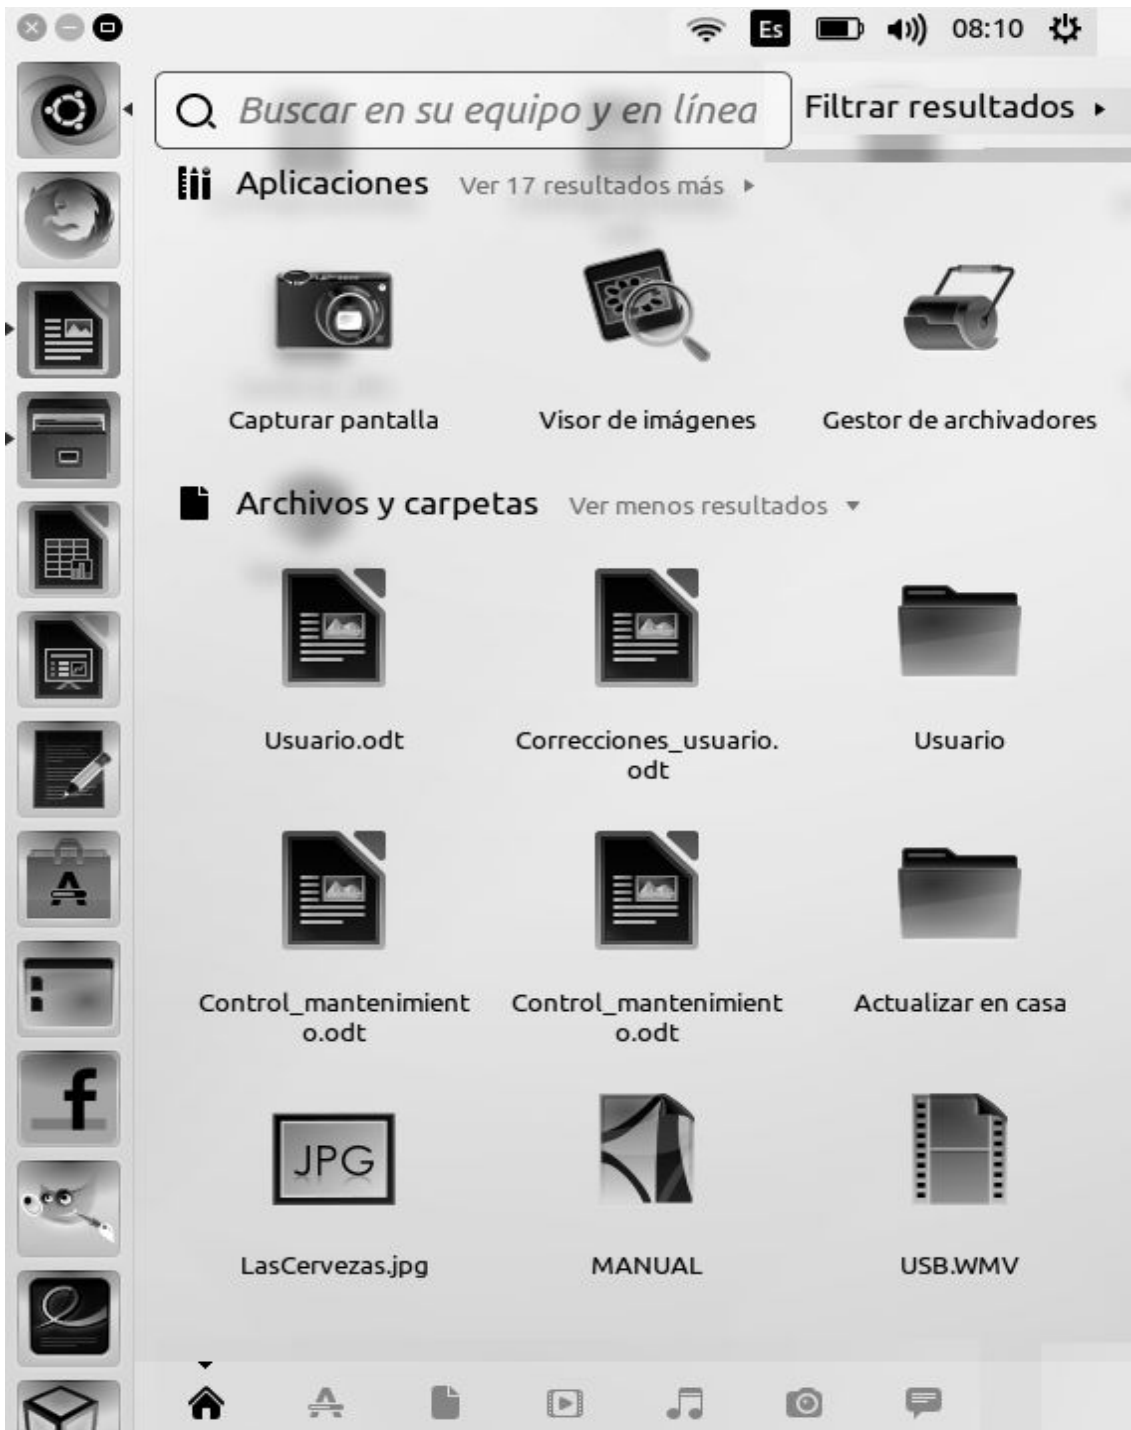 Es 08:10
Buscar en su equipo y en línea
Filtrar resultados
Aplicaciones Ver 17 resultados más
Capturar pantalla Visor de imágenes Gestor de archivadores
Archivos y carpetas Ver menos resultados
Usuario.odt Correcciones_usuario.
odt Usuario
Control_mantenimient
o.odt Control_mantenimient
o.odt Actualizar en casa
JPG
LasCervezas.jpg MANUAL USB.WMV
f